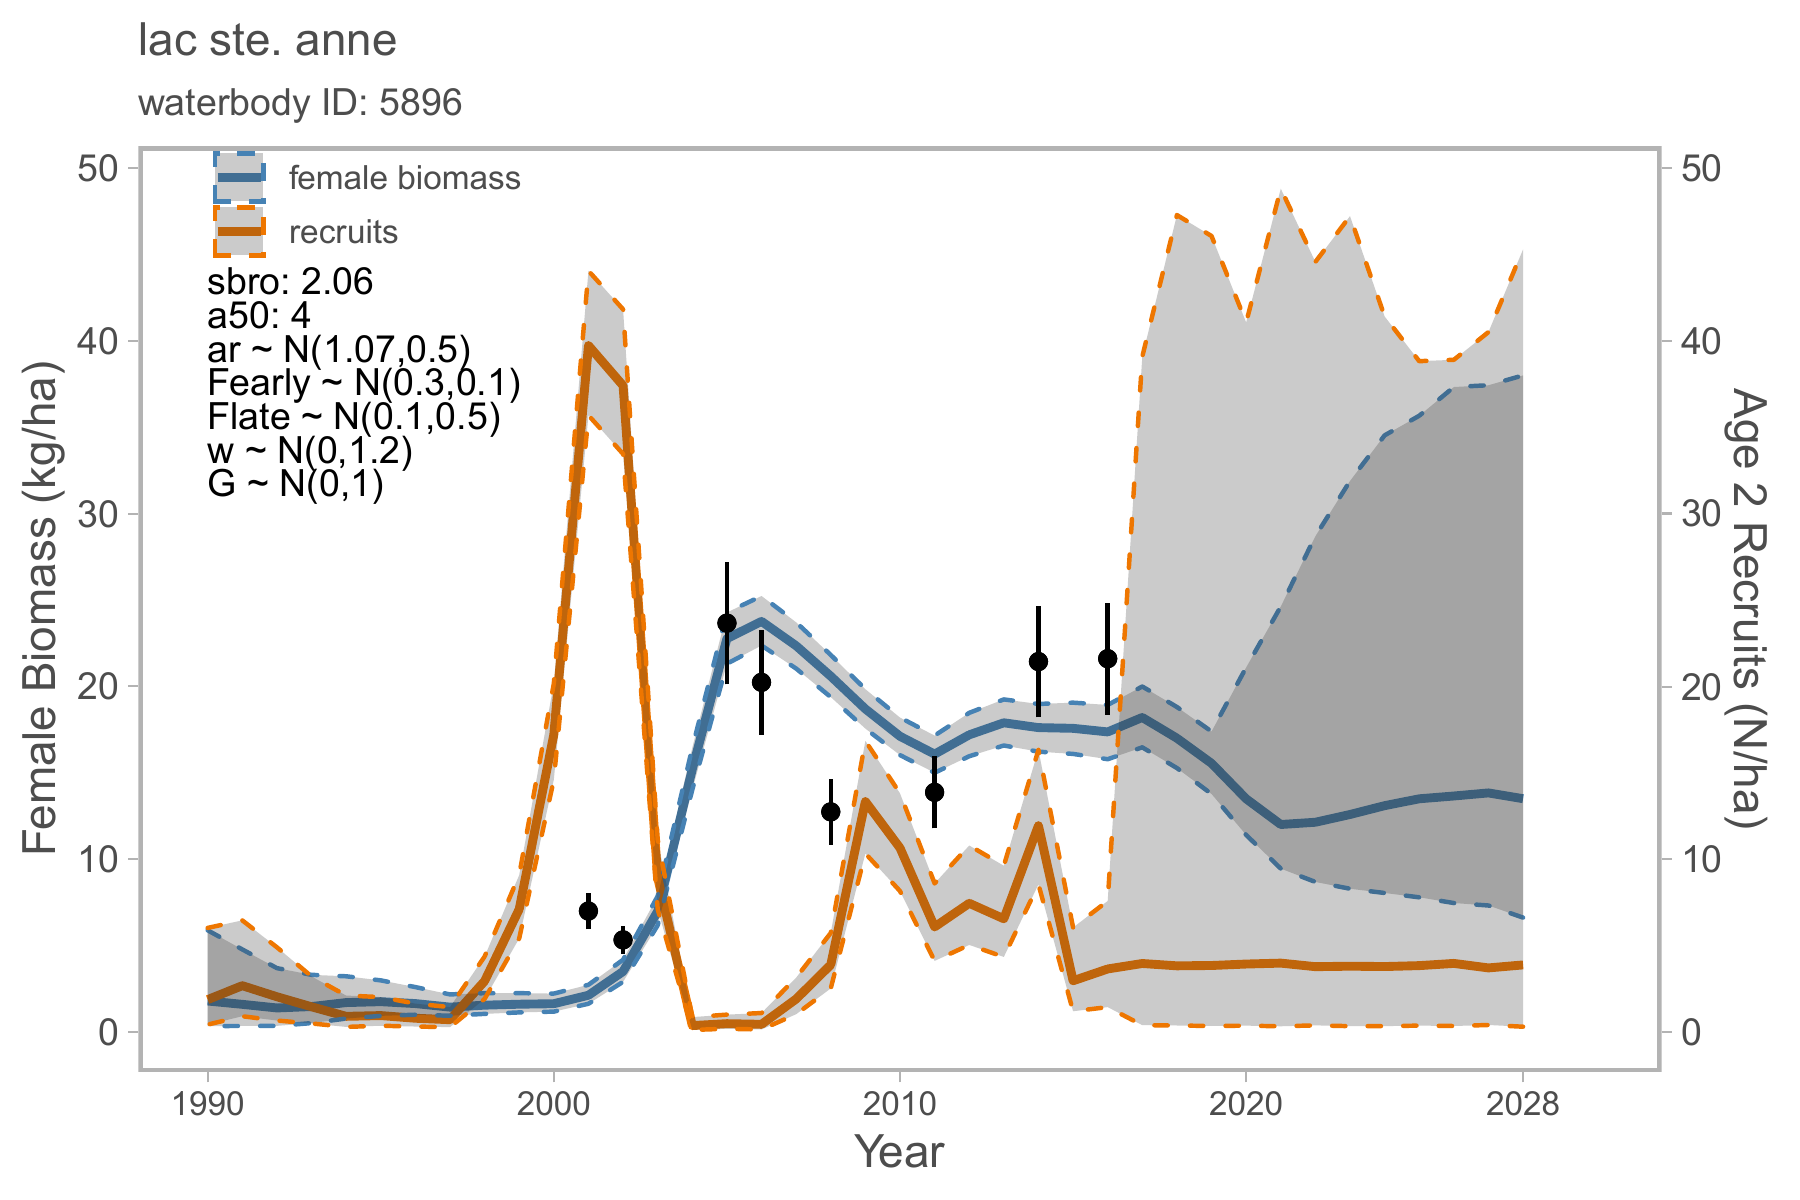 lac ste. anne
waterbody ID: 5896
female biomass
recruits
sbro: 2.06
a50: 4
ar ~ N(1.07,0.5)
Fearly ~ N(0.3,0.1)
Flate ~ N(0.1,0.5)
w ~ N(0,1.2)
G ~ N(0,1)
Female Biomass (kg/ha)
50
40
30
20
10
0
50
40
30
20
10
0
Age 2 Recruits (N/ha)
1990 2000 2010 2020 2028
Year